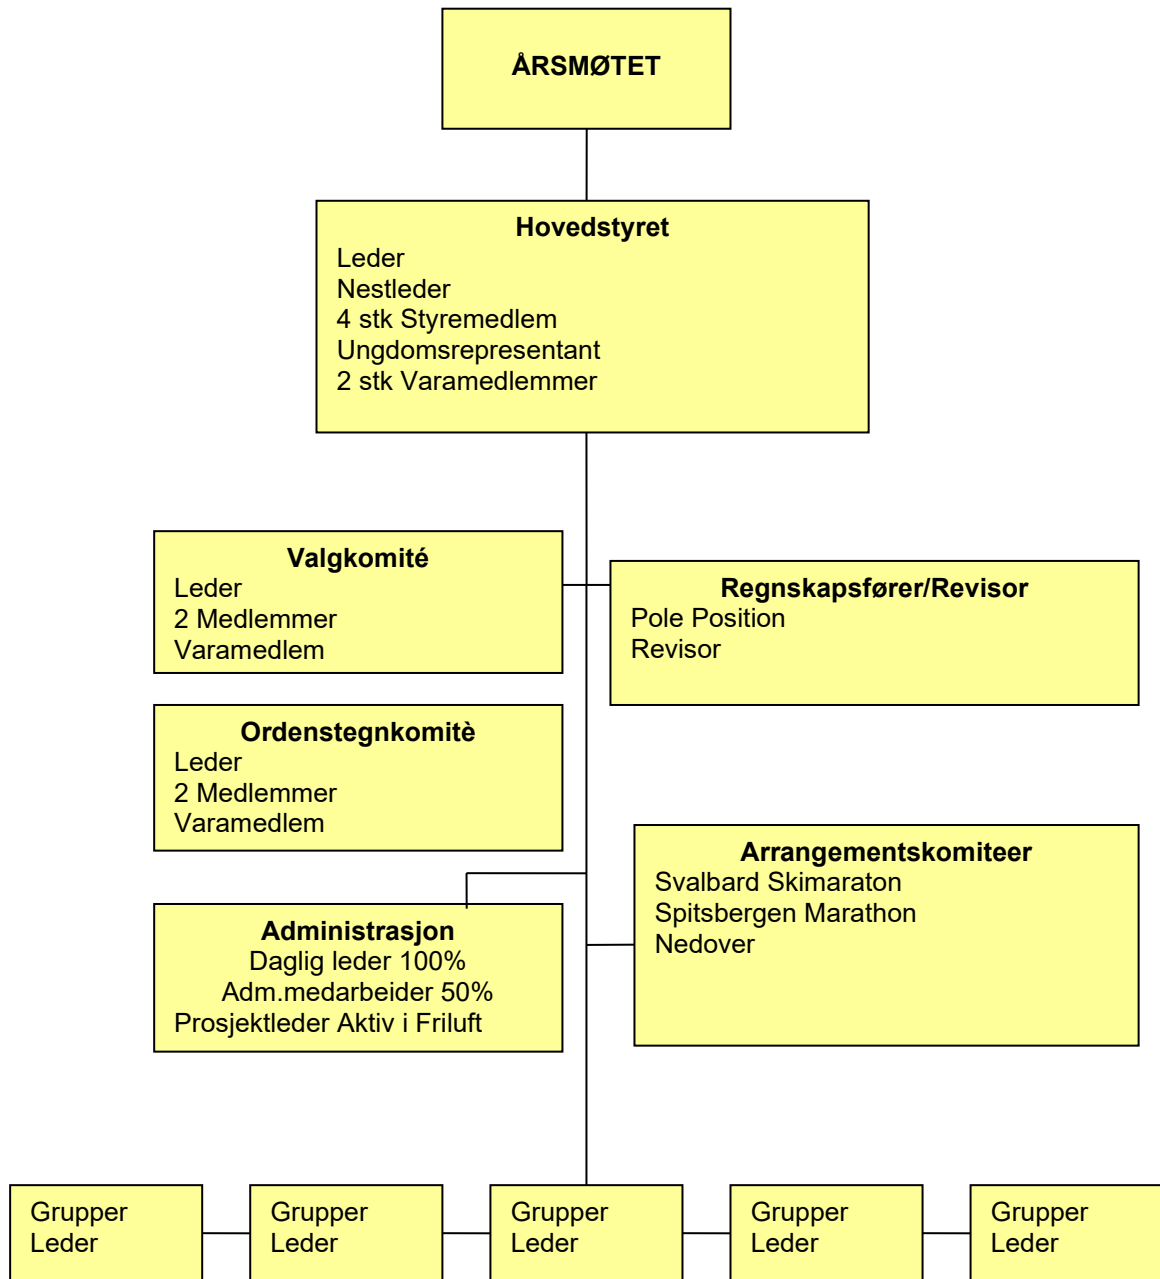 ÅRSMØTET
Hovedstyret
Leder
Nestleder
4 stk Styremedlem
Ungdomsrepresentant
2 stk Varamedlemmer
Valgkomité
Leder
2 Medlemmer
Varamedlem
Regnskapsfører/Revisor
Pole Position
Revisor
Ordenstegnkomitè
Leder
2 Medlemmer
Varamedlem
Arrangementskomiteer
Svalbard Skimaraton
Spitsbergen Marathon
Nedover
Administrasjon
Daglig leder 100%
Adm.medarbeider 50%
Prosjektleder Aktiv i Friluft
Grupper
Leder
Grupper
Leder
Grupper
Leder
Grupper
Leder
Grupper
Leder